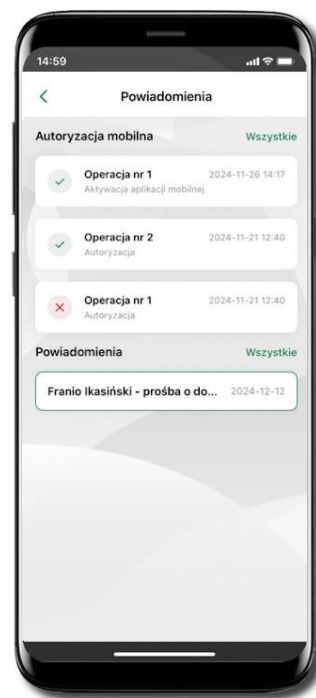 14:59
Powiadomienia
Autoryzacja mobilna Wszystkie
Operacja nr 1 2024-11-26 14:17
Aktywacja aplikacji mobilnej
Operacja nr 2 2024-11-21 12:40
Autoryzacja
Operacja nr 1 2024-11-21 12:40
Autoryzacja
Powiadomienia Wszystkie
Franio Ikasiński - prośba o do... 2024-12-12